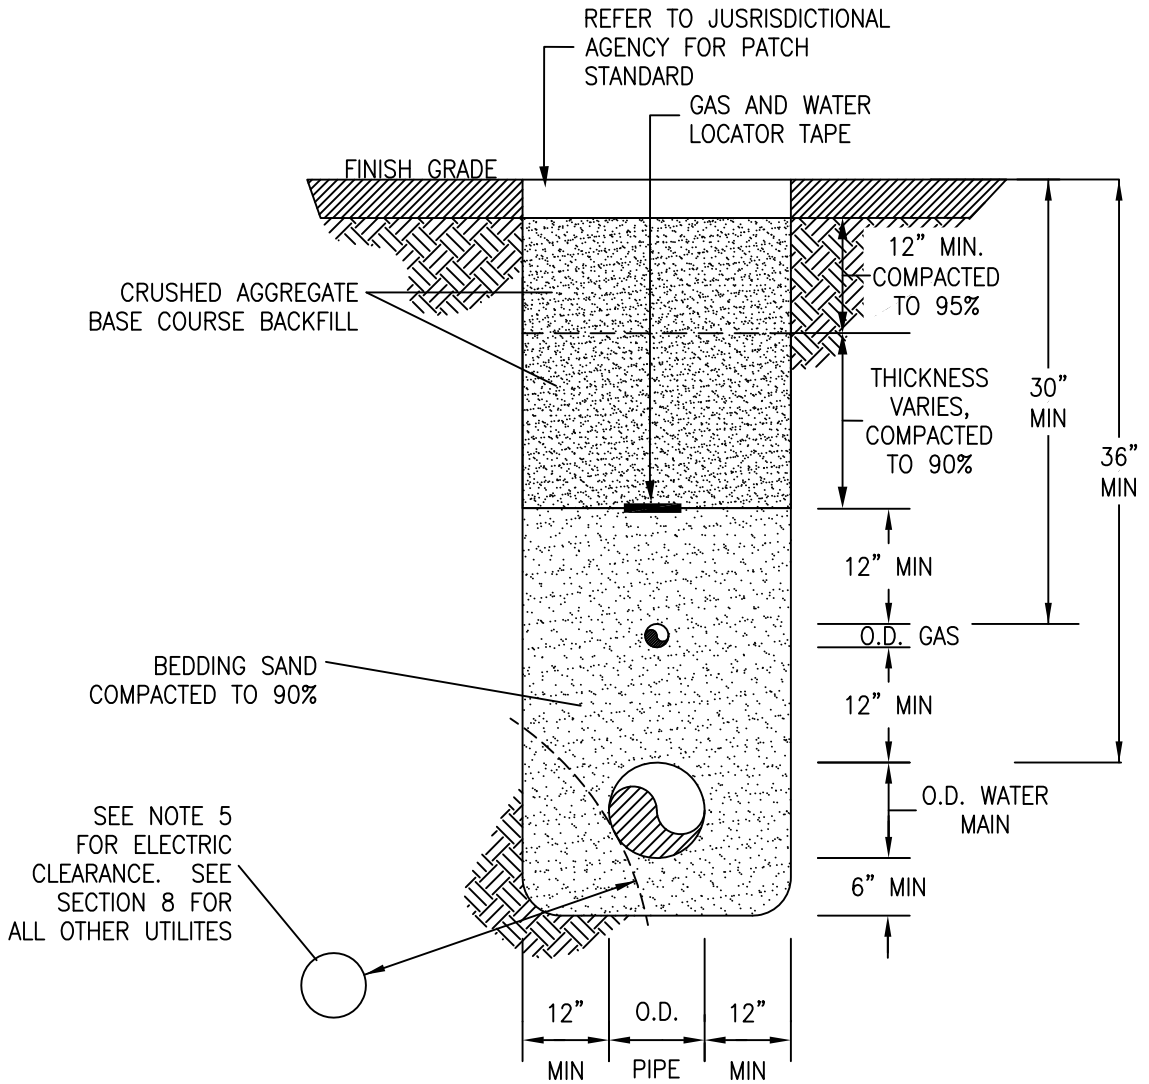 REFER TO JUSRISDICTIONAL
AGENCY FOR PATCH
STANDARD
GAS AND WATER
LOCATOR TAPE
FINISH GRADE
12” MIN.
COMPACTED
TO 95%
CRUSHED AGGREGATE
BASE COURSE BACKFILL
THICKNESS
VARIES,
COMPACTED
TO 90%
30”
MIN
36”
MIN
12” MIN
O.D. GAS
BEDDING SAND
COMPACTED TO 90%
12” MIN
O.D. WATER
MAIN
SEE NOTE 5
FOR ELECTRIC
CLEARANCE. SEE
SECTION 8 FOR
ALL OTHER UTILITES
6” MIN
12”
MIN
O.D.
PIPE
12”
MIN